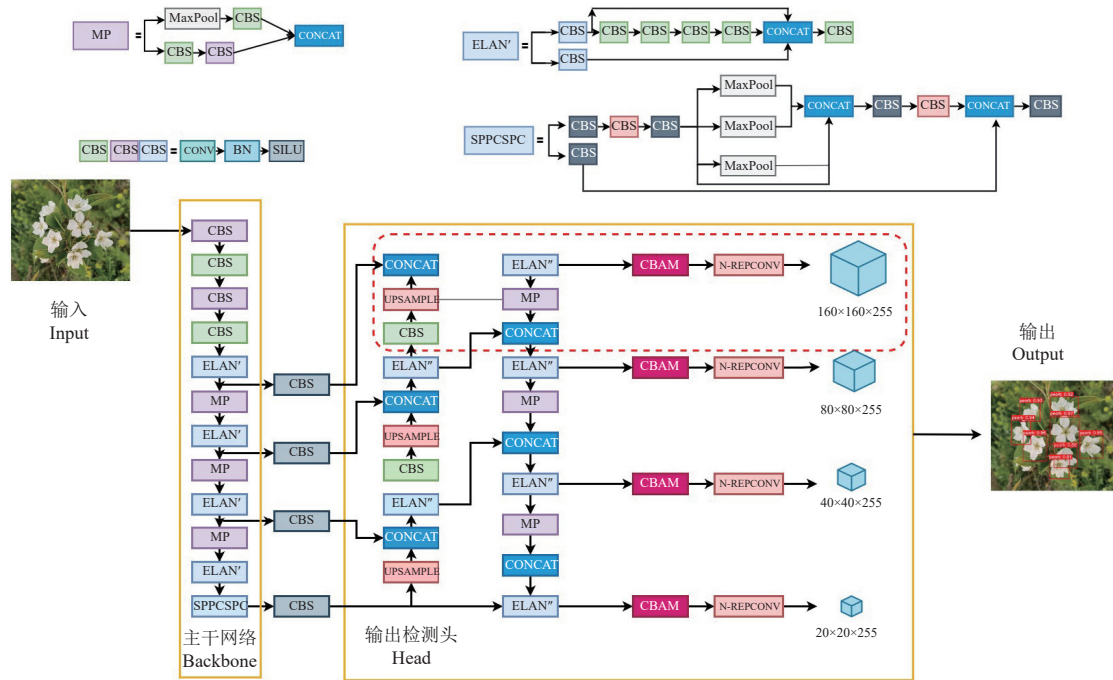 MP
=
MaxPool
CBS
CBS
CBS
CONCAT
ELAN′
=
CBS
CBS
CBS
CBS
CBS
CONCAT
CBS
CBS
SPPCSPC
=
CBS
CBS
CBS
MaxPool
MaxPool
MaxPool
CONCAT
CBS
CBS
CONCAT
CBS
CBS
CBS
CBS
CBS
=
CONV
BN
SILU
输入
Input
CBS
CBS
CBS
CBS
ELAN′
MP
ELAN′
MP
ELAN′
MP
ELAN′
SPPCSPC
主干网络
Backbone
CBS
CBS
CBS
CBS
CONCAT
UPSAMPLE
CBS
ELAN″
CONCAT
UPSAMPLE
CBS
ELAN″
CONCAT
UPSAMPLE
输出检测头
Head
ELAN″
MP
CONCAT
ELAN″
MP
CONCAT
ELAN″
MP
CONCAT
ELAN″
CBAM
N-REPCONV
160×160×255
CBAM
N-REPCONV
80×80×255
CBAM
N-REPCONV
40×40×255
CBAM
N-REPCONV
20×20×255
输出
Output